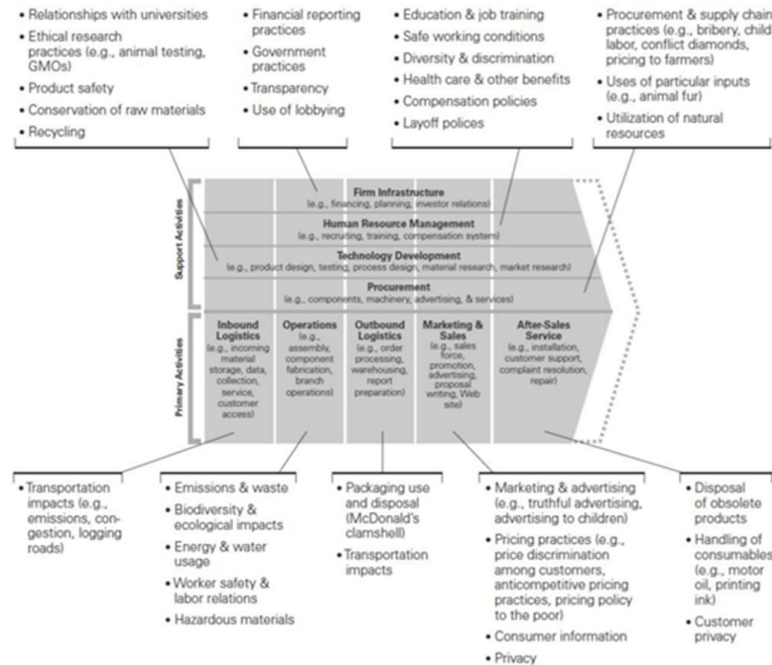 • Relationships with universities
• Ethical research
practices (e.g., animal testing,
GMOs)
• Product safety
• Conservation of raw materials
• Recycling
• Financial reporting
practices
• Government
practices
• Transparency
• Use of lobbying
• Education & job training
• Safe working conditions
• Diversity & discrimination
• Health care & other benefits
• Compensation policies
• Layoff polices
• Procurement & supply chain
practices (e.g., bribery, child
labor, conflict diamonds,
pricing to farmers)
• Uses of particular inputs
(e.g., animal fur)
• Utilization of natural
resources
Support Activities
Firm Infrastructure
(e.g., financing, planning, investor relations)
Human Resource Management
(e.g., recruiting, training, compensation system)
Technology Development
(e.g., product design, testing, process design, material research, market research)
Procurement
(e.g., components, machinery, advertising, & services)
Primary Activities
Inbound
Logistics
(e.g., incoming
material
storage, data,
collection,
service,
customer
access)
Operations
(e.g.,
assembly,
component
fabrication,
branch
operations)
Outbound
Logistics
(e.g., order
processing,
warehousing,
report
preparation)
Marketing &
Sales
(e.g., sales
force,
promotion,
advertising,
proposal
writing, Web
site)
After-Sales
Service
(e.g., installation,
customer support,
complaint resolution,
repair)
• Transportation
impacts (e.g.,
emissions, con-
gestion, logging
roads)
• Emissions & waste
• Biodiversity &
ecological impacts
• Energy & water
usage
• Worker safety &
labor relations
• Hazardous materials
• Packaging use
and disposal
(McDonald's
clamshell)
• Transportation
impacts
• Marketing & advertising
(e.g., truthful advertising,
advertising to children)
• Pricing practices (e.g.,
price discrimination
among customers,
anticompetitive pricing
practices, pricing policy
to the poor)
• Consumer information
• Privacy
• Disposal
of obsolete
products
• Handling of
consumables
(e.g., motor
oil, printing
ink)
• Customer
privacy